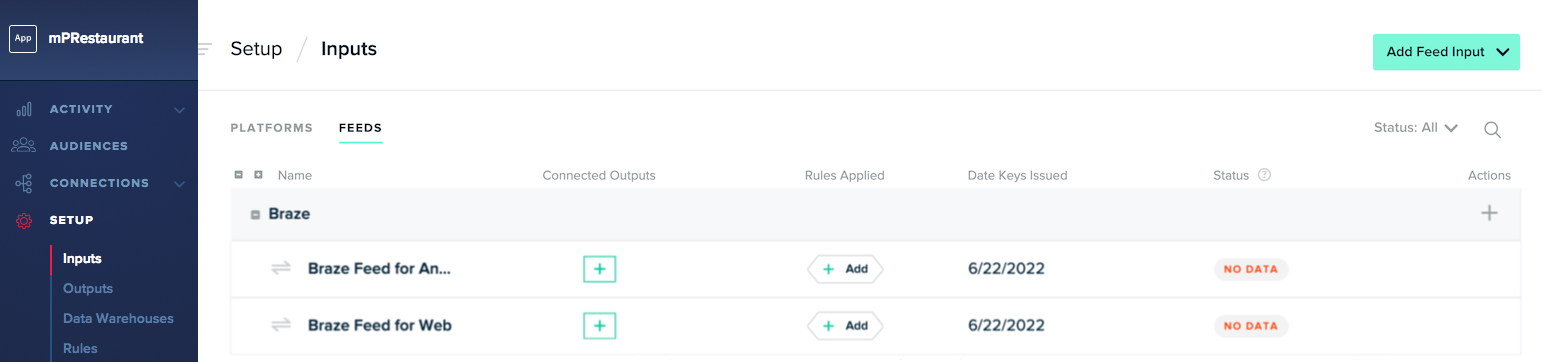 App mPRestaurant
ACTIVITY
AUDIENCES
CONNECTIONS
SETUP
Inputs
Outputs
Data Warehouses
Rules
Setup / Inputs
Add Feed Input
PLATFORMS FEEDS
Status: All
Name Connected Outputs Rules Applied Date Keys Issued Status ? Actions
Braze
Braze Feed for An... + Add 6/22/2022 NO DATA
Braze Feed for Web + Add 6/22/2022 NO DATA